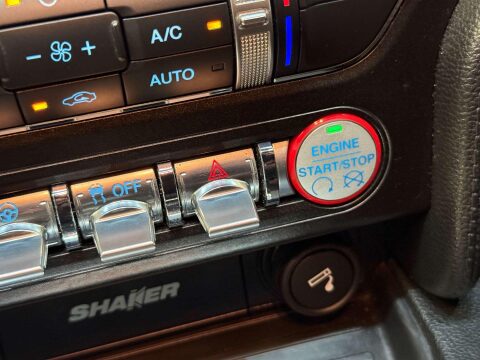 A/C
- +
AUTO
ENGINE
START/STOP
OFF
SHAKER